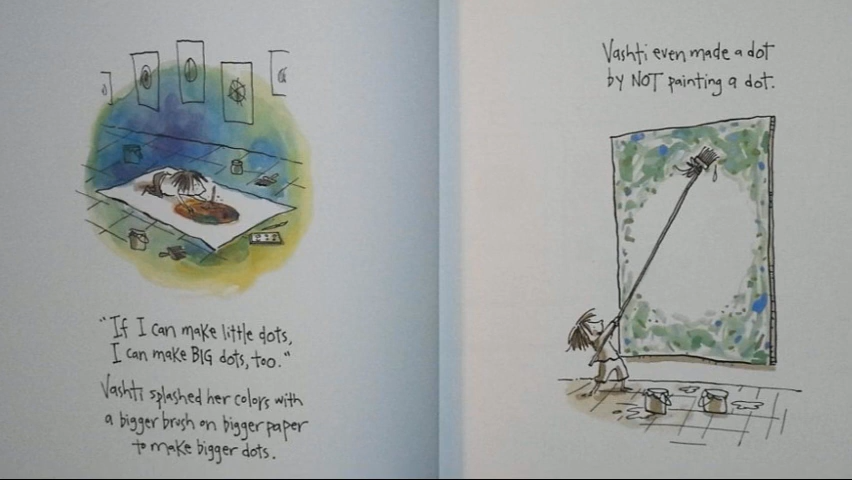 "If I can make little dots,
I can make BIG dots, too."
Vashti splashed her colors with
a bigger brush on bigger paper
to make bigger dots.
Vashti even made a dot
by NOT painting a dot.